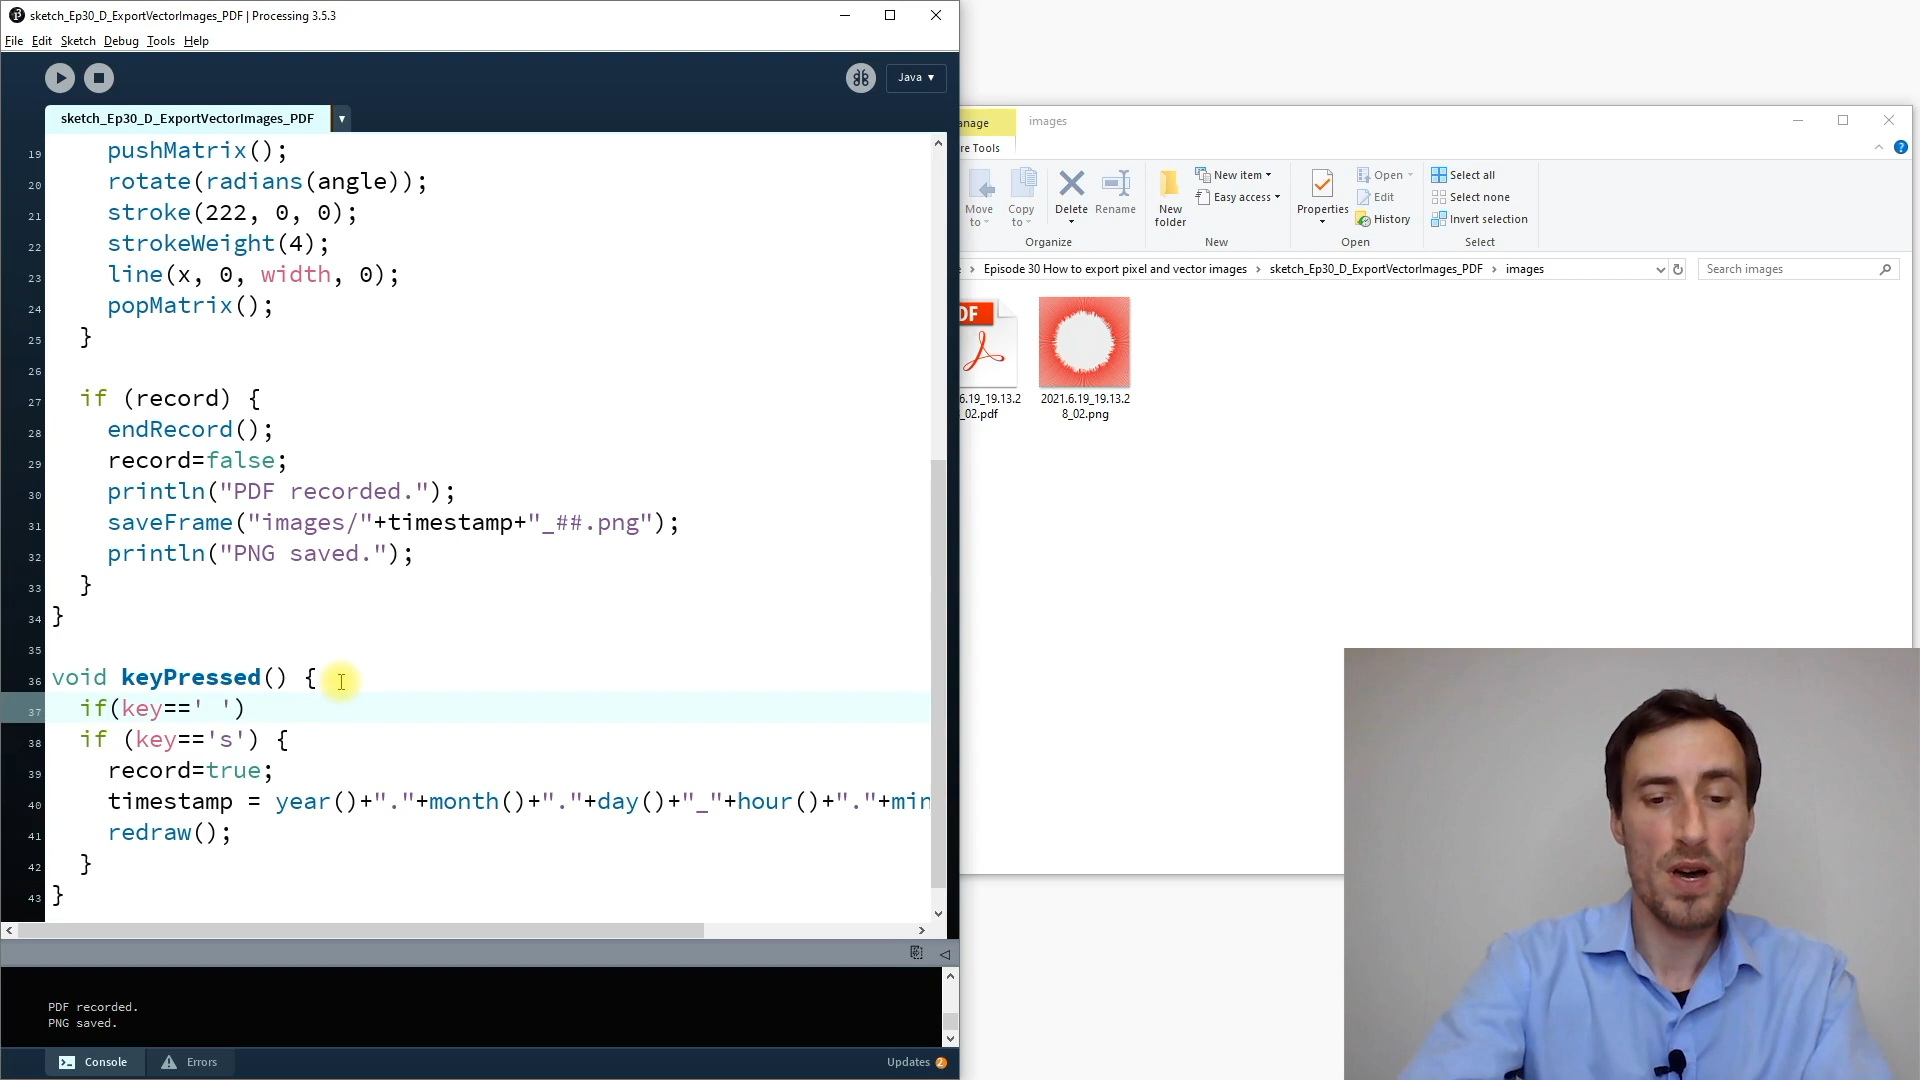 sketch_Ep30_D_ExportVectorImages_PDF | Processing 3.5.3
File Edit Sketch Debug Tools Help
Java ▾
sketch_Ep30_D_ExportVectorImages_PDF ▾
19 pushMatrix();
20 rotate(radians(angle));
21 stroke(222, 0, 0);
22 strokeWeight(4);
23 line(x, 0, width, 0);
24 popMatrix();
25 }
26
27 if (record) {
28 endRecord();
29 record=false;
30 println("PDF recorded.");
31 saveFrame("images/"+timestamp+"_##.png");
32 println("PNG saved.");
33 }
34 }
35
36 void keyPressed() {
37 if(key==' ')
38 if (key=='s') {
39 record=true;
40 timestamp = year()+"."+month()+"."+day()+"_"+hour()+"."+min
41 redraw();
42 }
43 }
PDF recorded.
PNG saved.
Console Errors
Updates 2
anage images
re Tools
Move to
Copy to
Delete
Rename
Organize
New folder
New item
Easy access
New
Properties
Open
Edit
History
Open
Select all
Select none
Invert selection
Select
e › Episode 30 How to export pixel and vector images › sketch_Ep30_D_ExportVectorImages_PDF › images
Search images
DF
6.19_19.13.2
_02.pdf
2021.6.19_19.13.2
8_02.png